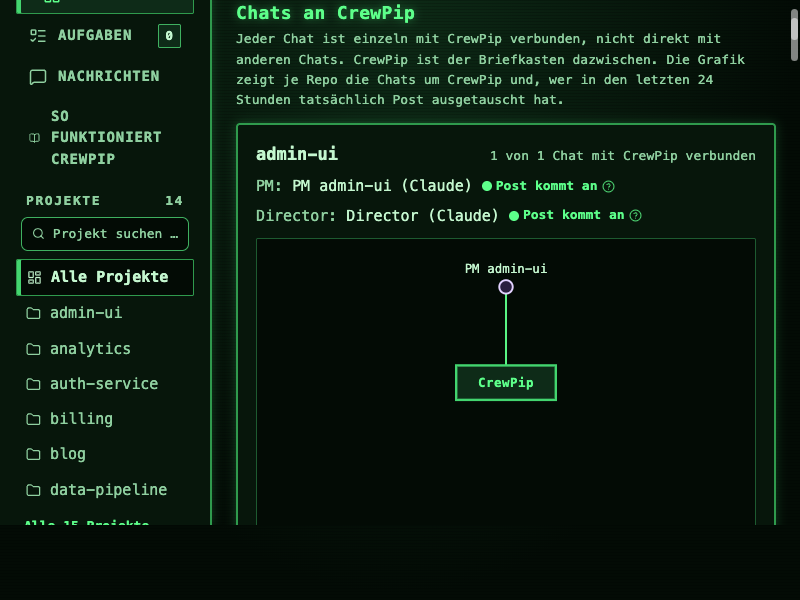 AUFGABEN 0
NACHRICHTEN
SO
FUNKTIONIERT
CREWPIP
PROJEKTE 14
Projekt suchen …
Alle Projekte
admin-ui
analytics
auth-service
billing
blog
data-pipeline
Alle 15 Projekte
Chats an CrewPip
Jeder Chat ist einzeln mit CrewPip verbunden, nicht direkt mit
anderen Chats. CrewPip ist der Briefkasten dazwischen. Die Grafik
zeigt je Repo die Chats um CrewPip und, wer in den letzten 24
Stunden tatsächlich Post ausgetauscht hat.
admin-ui 1 von 1 Chat mit CrewPip verbunden
PM: PM admin-ui (Claude) Post kommt an ?
Director: Director (Claude) Post kommt an ?
PM admin-ui
CrewPip